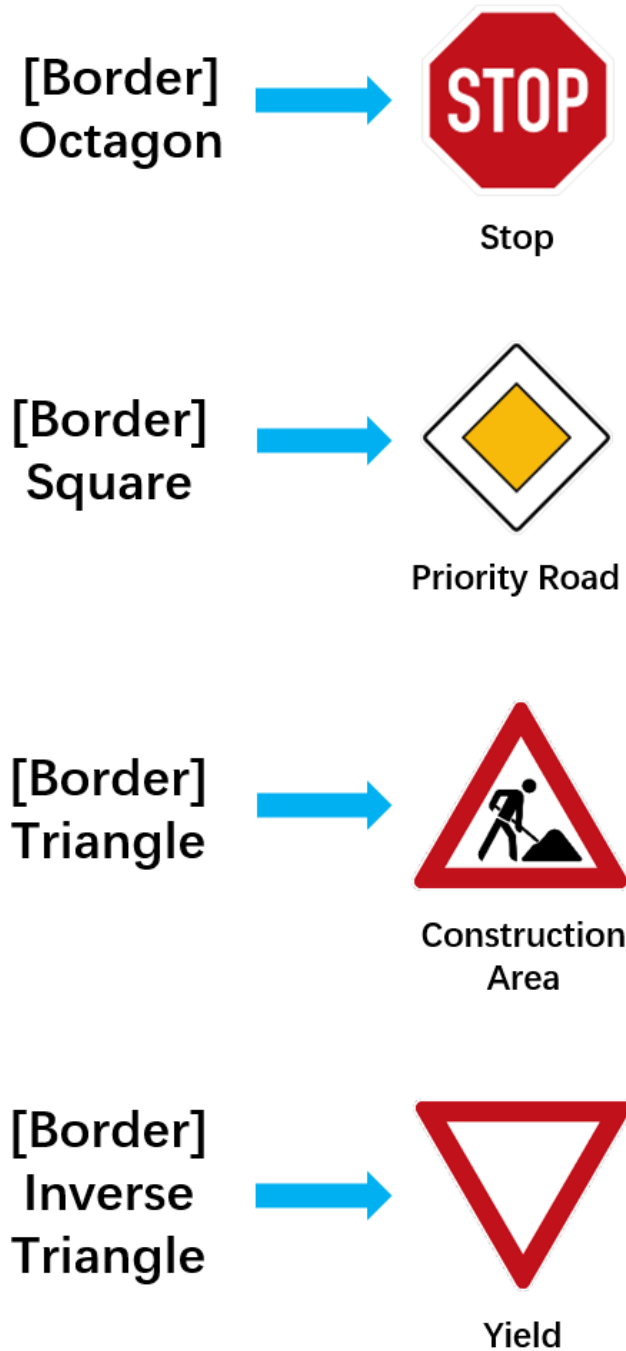 [Border]
Octagon
STOP
Stop
[Border]
Square
Priority Road
[Border]
Triangle
Construction
Area
[Border]
Inverse
Triangle
Yield